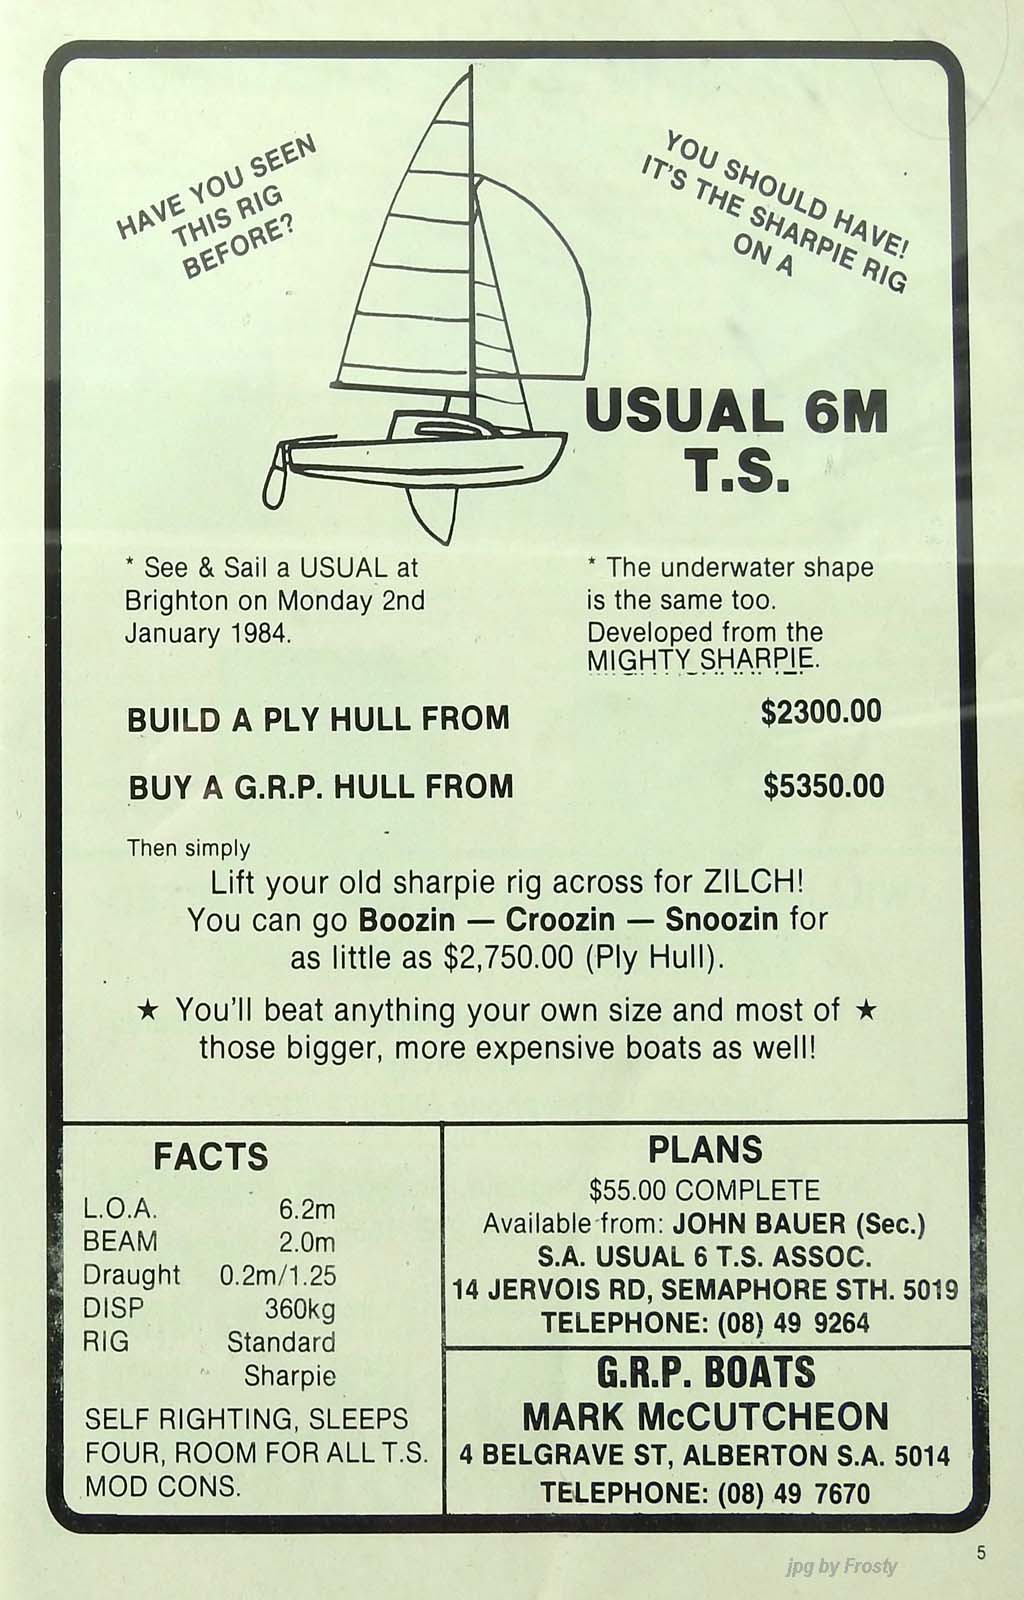 HAVE YOU SEEN
THIS RIG
BEFORE?
YOU SHOULD HAVE!
IT'S THE SHARPIE RIG
ON A
USUAL 6M
T.S.
* See & Sail a USUAL at
Brighton on Monday 2nd
January 1984.
* The underwater shape
is the same too.
Developed from the
MIGHTY SHARPIE.
BUILD A PLY HULL FROM $2300.00
BUY A G.R.P. HULL FROM $5350.00
Then simply
Lift your old sharpie rig across for ZILCH!
You can go Boozin — Croozin — Snoozin for
as little as $2,750.00 (Ply Hull).
★ You'll beat anything your own size and most of ★
those bigger, more expensive boats as well!
FACTS
L.O.A. 6.2m
BEAM 2.0m
Draught 0.2m/1.25
DISP 360kg
RIG Standard
Sharpie
SELF RIGHTING, SLEEPS
FOUR, ROOM FOR ALL T.S.
MOD CONS.
PLANS
$55.00 COMPLETE
Available from: JOHN BAUER (Sec.)
S.A. USUAL 6 T.S. ASSOC.
14 JERVOIS RD, SEMAPHORE STH. 5019
TELEPHONE: (08) 49 9264
G.R.P. BOATS
MARK McCUTCHEON
4 BELGRAVE ST, ALBERTON S.A. 5014
TELEPHONE: (08) 49 7670
5
jpg by Frosty